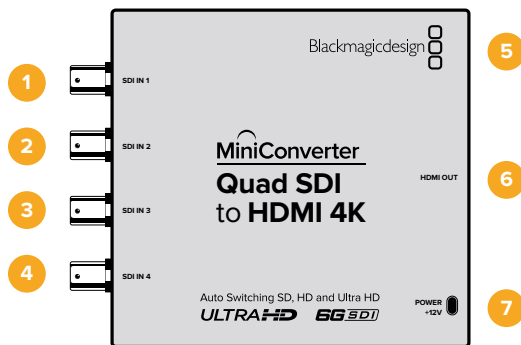 Blackmagicdesign
1
SDI IN 1
5
2
SDI IN 2
MiniConverter
Quad SDI
to HDMI 4K
HDMI OUT
6
3
SDI IN 3
4
SDI IN 4
Auto Switching SD, HD and Ultra HD
ULTRAHD 6G SDI
POWER
+12V
7